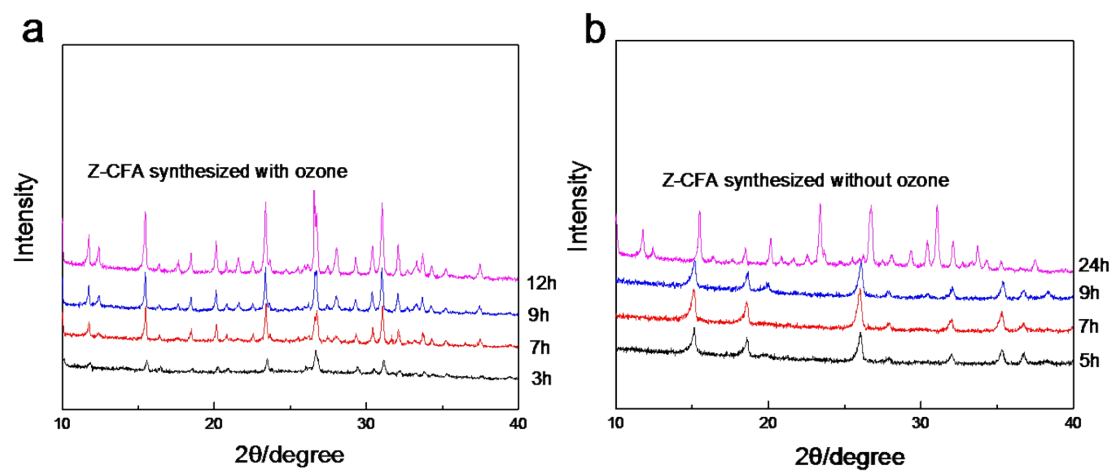 a
Intensity
Z-CFA synthesized with ozone
12h
9h
7h
3h
10
20
30
40
2θ/degree
b
Intensity
Z-CFA synthesized without ozone
24h
9h
7h
5h
10
20
30
40
2θ/degree